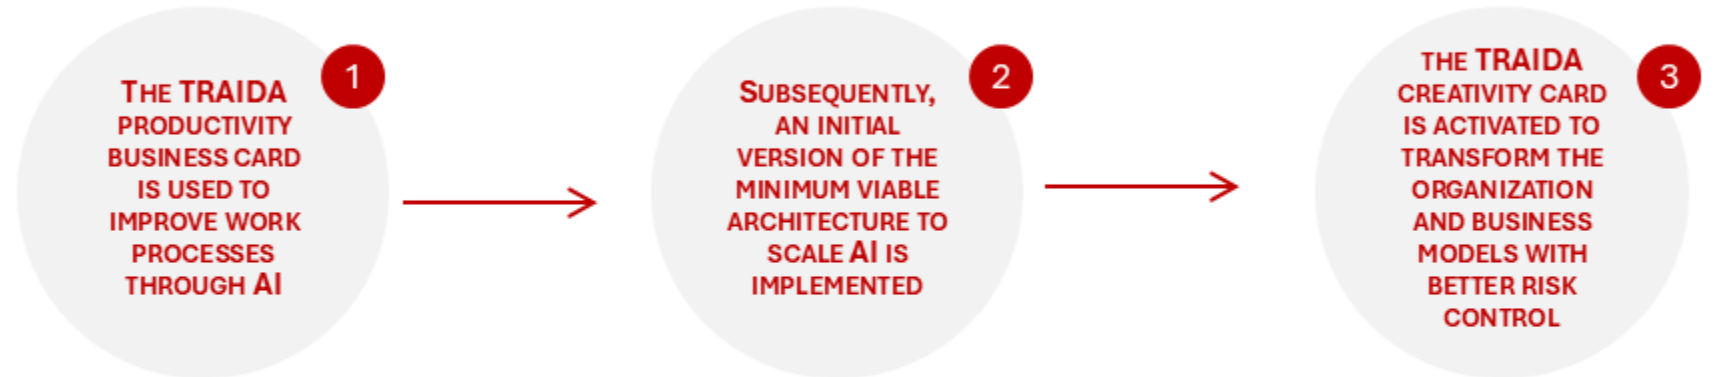 1
THE TRAIDA
PRODUCTIVITY
BUSINESS CARD
IS USED TO
IMPROVE WORK
PROCESSES
THROUGH AI
2
SUBSEQUENTLY,
AN INITIAL
VERSION OF THE
MINIMUM VIABLE
ARCHITECTURE TO
SCALE AI IS
IMPLEMENTED
3
THE TRAIDA
CREATIVITY CARD
IS ACTIVATED TO
TRANSFORM THE
ORGANIZATION
AND BUSINESS
MODELS WITH
BETTER RISK
CONTROL